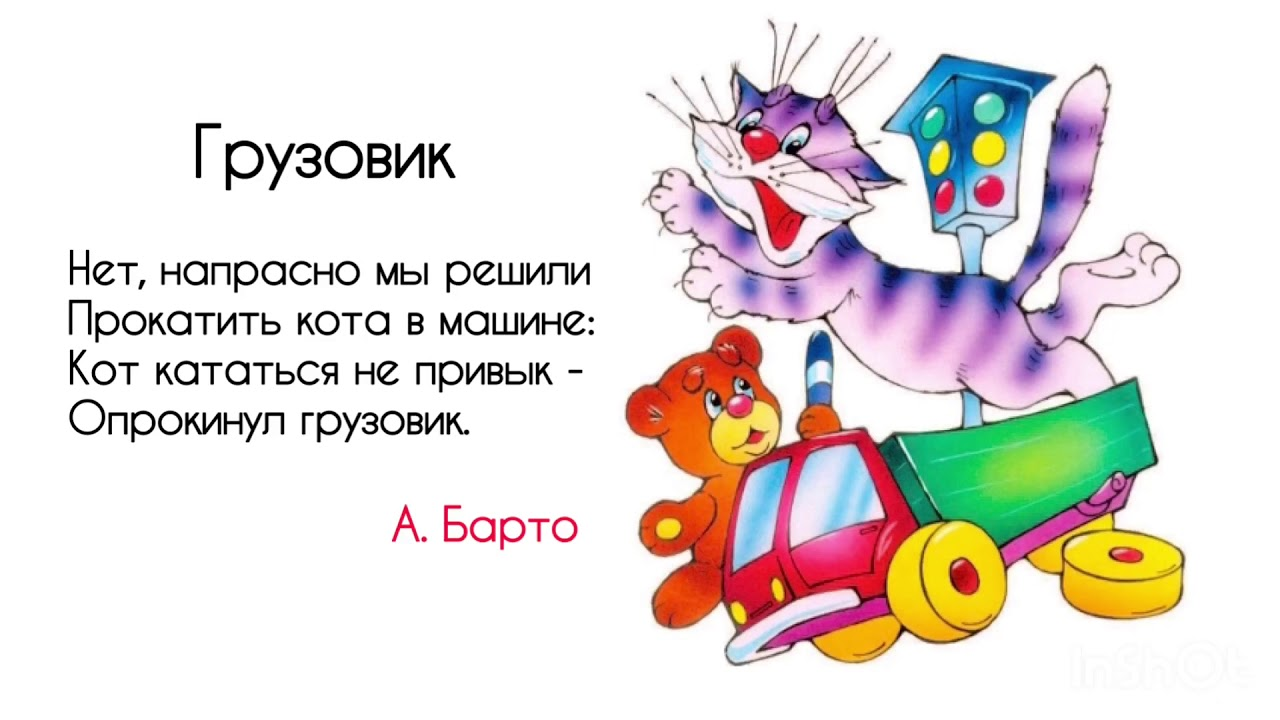 Грузовик
Нет, напрасно мы решили
Прокатить кота в машине:
Кот кататься не привык -
Опрокинул грузовик.
А. Барто
InShOt